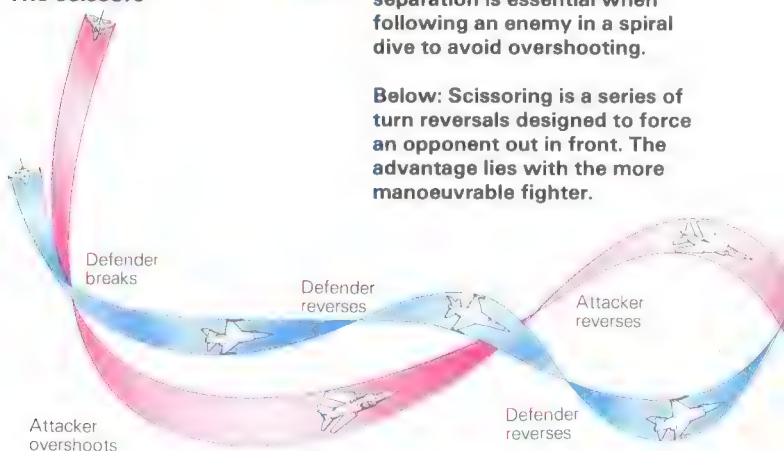 separation is essential when
following an enemy in a spiral
dive to avoid overshooting.
Below: Scissoring is a series of
turn reversals designed to force
an opponent out in front. The
advantage lies with the more
manoeuvrable fighter.
Defender
breaks
Defender
reverses
Attacker
reverses
Attacker
overshoots
Defender
reverses